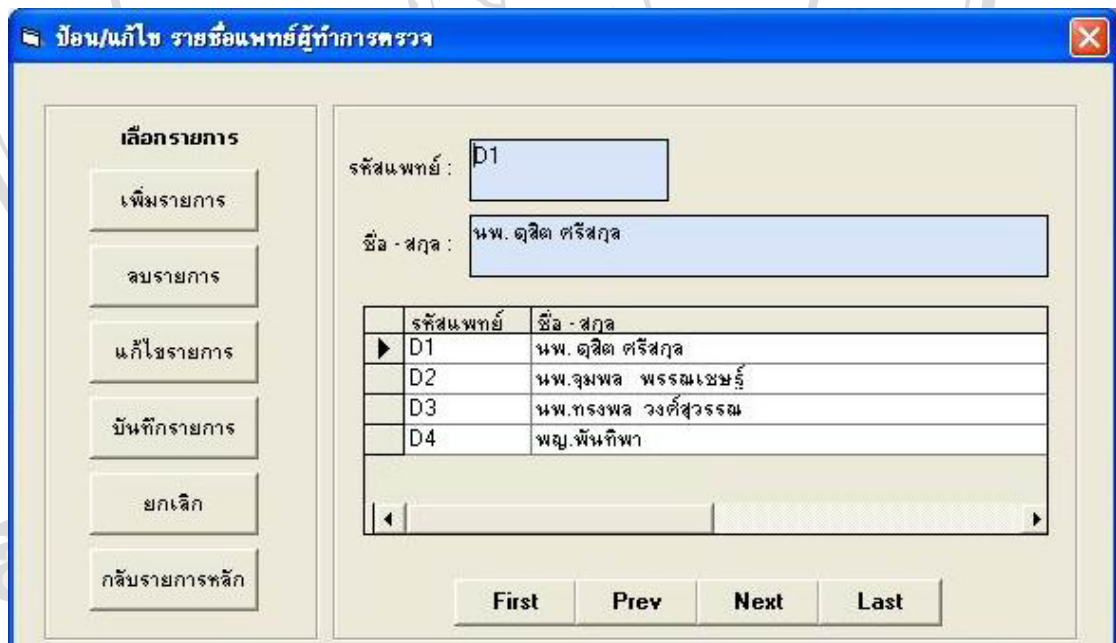 ป้อน/แก้ไข รายชื่อแพทย์ผู้ทำการตรวจ
เลือกรายการ
เพิ่มรายการ
ลบรายการ
แก้ไขรายการ
บันทึกรายการ
ยกเลิก
กลับรายการหลัก
รหัสแพทย์ : D1
ชื่อ - สกุล : นพ. ดุสิต ศรีสกุล
รหัสแพทย์ ชื่อ - สกุล
D1 นพ. ดุสิต ศรีสกุล
D2 นพ.จุมพล พรรณเชษฐ์
D3 นพ.ทรงพล วงศ์สุวรรณ
D4 พญ.พันทิพา
First Prev Next Last